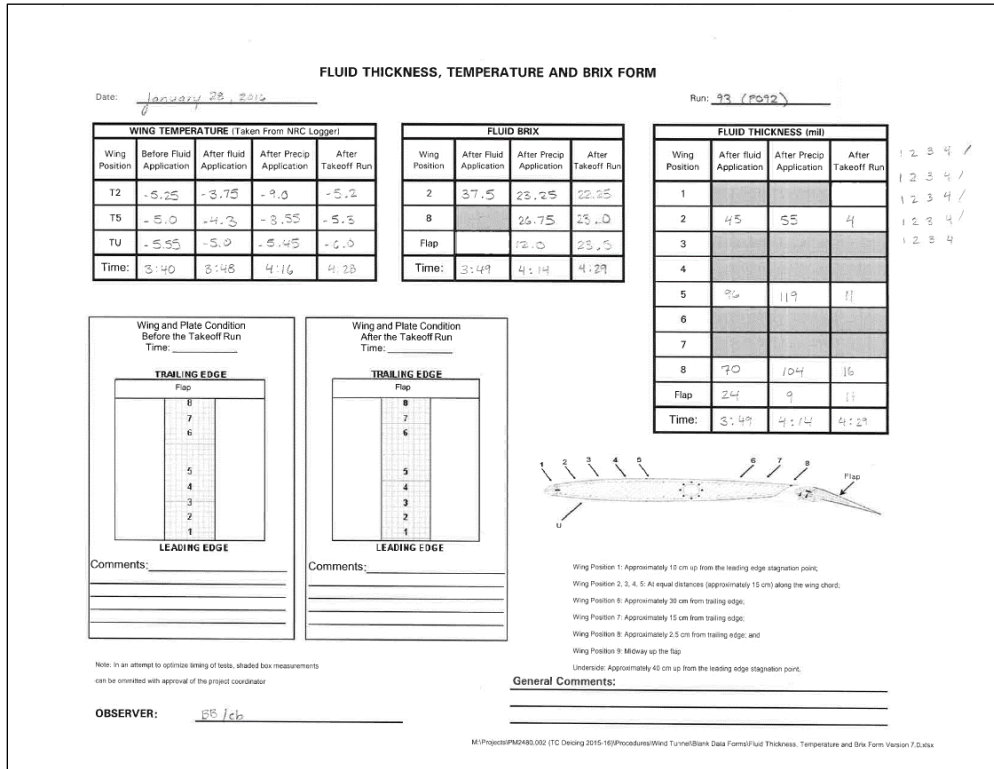 FLUID THICKNESS, TEMPERATURE AND BRIX FORM
Date: January 28, 2016
Run: 93 (P092)
WING TEMPERATURE (Taken From NRC Logger)
Wing Position Before Fluid Application After fluid Application After Precip Application After Takeoff Run
T2 -5.25 -3.75 -9.0 -5.2
T5 -5.0 -4.3 -3.55 -5.3
TU -5.55 -5.0 -5.45 -6.0
Time: 3:40 3:48 4:16 4:28
FLUID BRIX
Wing Position After Fluid Application After Precip Application After Takeoff Run
2 37.5 23.25 22.25
8 26.75 23.0
Flap 12.0 23.5
Time: 3:49 4:14 4:29
FLUID THICKNESS (mil)
Wing Position After fluid Application After Precip Application After Takeoff Run
1
2 45 55 4
3
4
5 96 119 11
6
7
8 70 104 16
Flap 24 9 11
Time: 3:49 4:14 4:29
1 2 3 4 /
1 2 3 4 /
1 2 3 4 /
1 2 3 4 /
1 2 3 4
Wing and Plate Condition
Before the Takeoff Run
Time:
TRAILING EDGE
Flap
8
7
6
5
4
3
2
1
LEADING EDGE
Comments:
Wing and Plate Condition
After the Takeoff Run
Time:
TRAILING EDGE
Flap
8
7
6
5
4
3
2
1
LEADING EDGE
Comments:
1 2 3 4 5 6 7 8
Flap
U
Wing Position 1: Approximately 10 cm up from the leading edge stagnation point;
Wing Position 2, 3, 4, 5: At equal distances (approximately 15 cm) along the wing chord;
Wing Position 6: Approximately 30 cm from trailing edge;
Wing Position 7: Approximately 15 cm from trailing edge;
Wing Position 8: Approximately 2.5 cm from trailing edge; and
Wing Position 9: Midway up the flap
Underside: Approximately 40 cm up from the leading edge stagnation point.
Note: In an attempt to optimize timing of tests, shaded box measurements
can be ommitted with approval of the project coordinator
General Comments:
OBSERVER: BB/cb
M:\Projects\PM2480.002 (TC Deicing 2015-16)\Procedures\Wind Tunnel\Blank Data Forms\Fluid Thickness, Temperature and Brix Form Version 7.0.xlsx